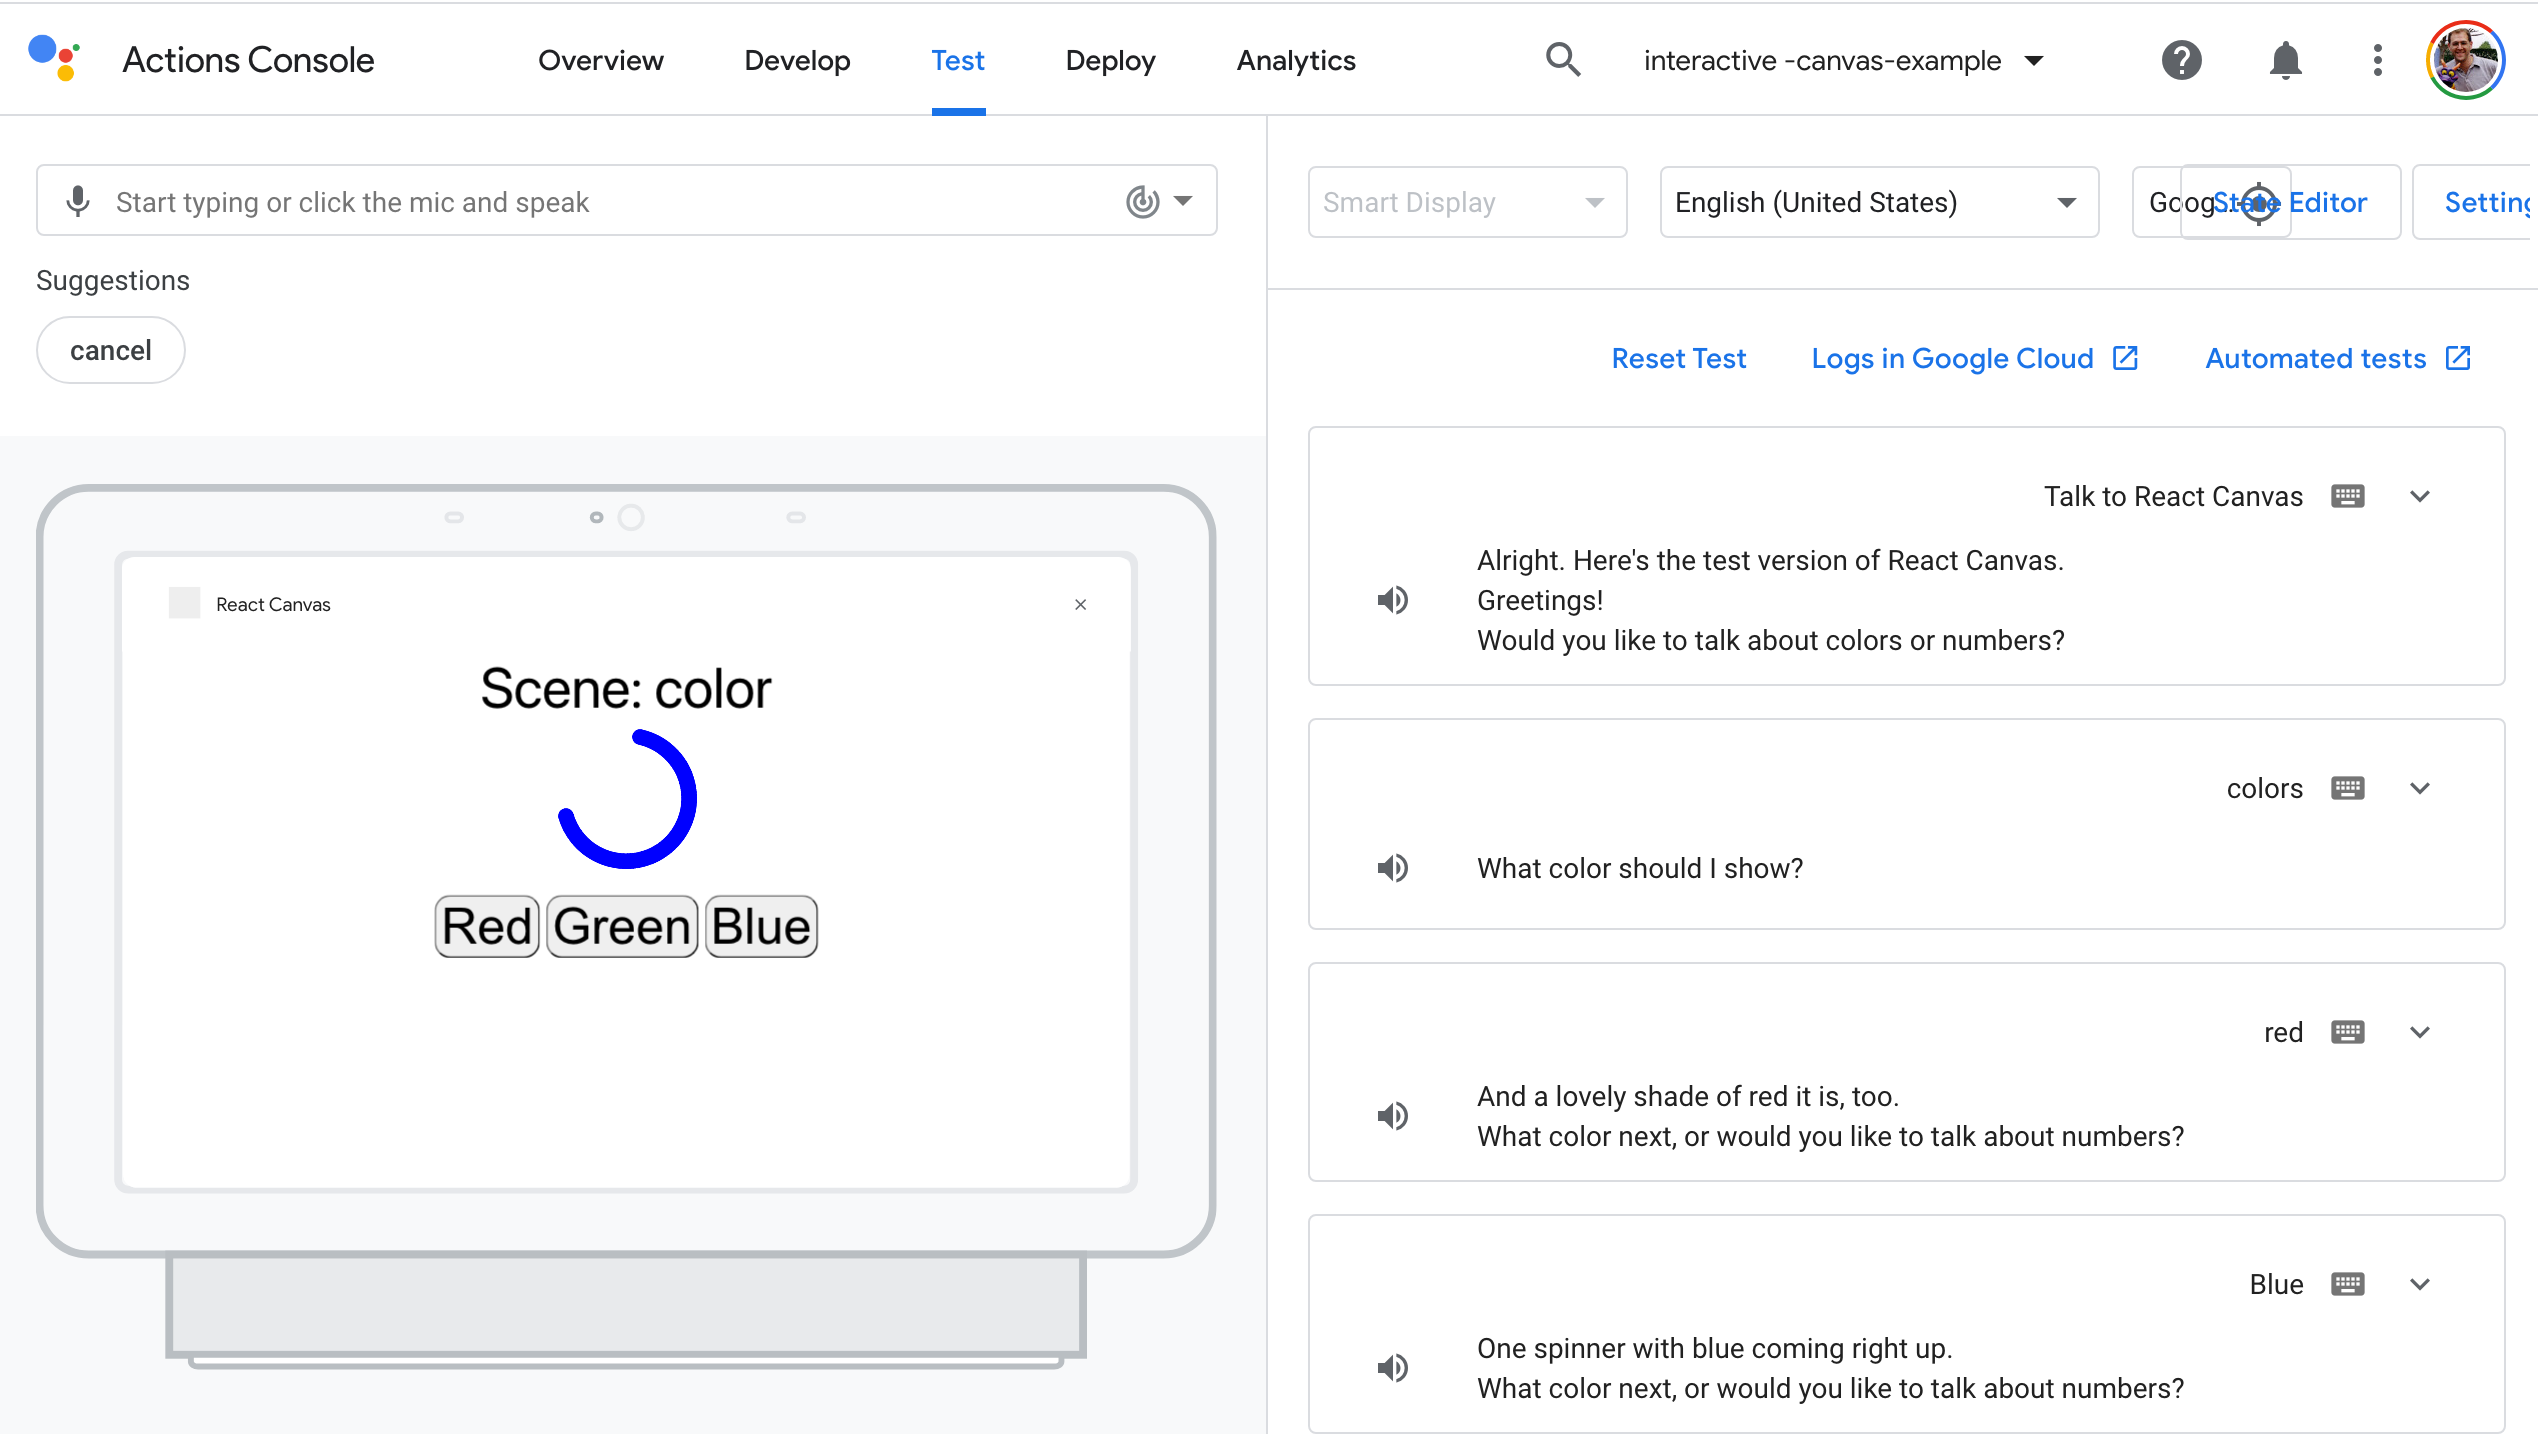 Actions Console
Overview
Develop
Test
Deploy
Analytics
interactive -canvas-example
Start typing or click the mic and speak
Suggestions
cancel
React Canvas
Scene: color
Red
Green
Blue
Smart Display
English (United States)
Goog...
State Editor
Setting
Reset Test
Logs in Google Cloud
Automated tests
Talk to React Canvas
Alright. Here's the test version of React Canvas.
Greetings!
Would you like to talk about colors or numbers?
colors
What color should I show?
red
And a lovely shade of red it is, too.
What color next, or would you like to talk about numbers?
Blue
One spinner with blue coming right up.
What color next, or would you like to talk about numbers?